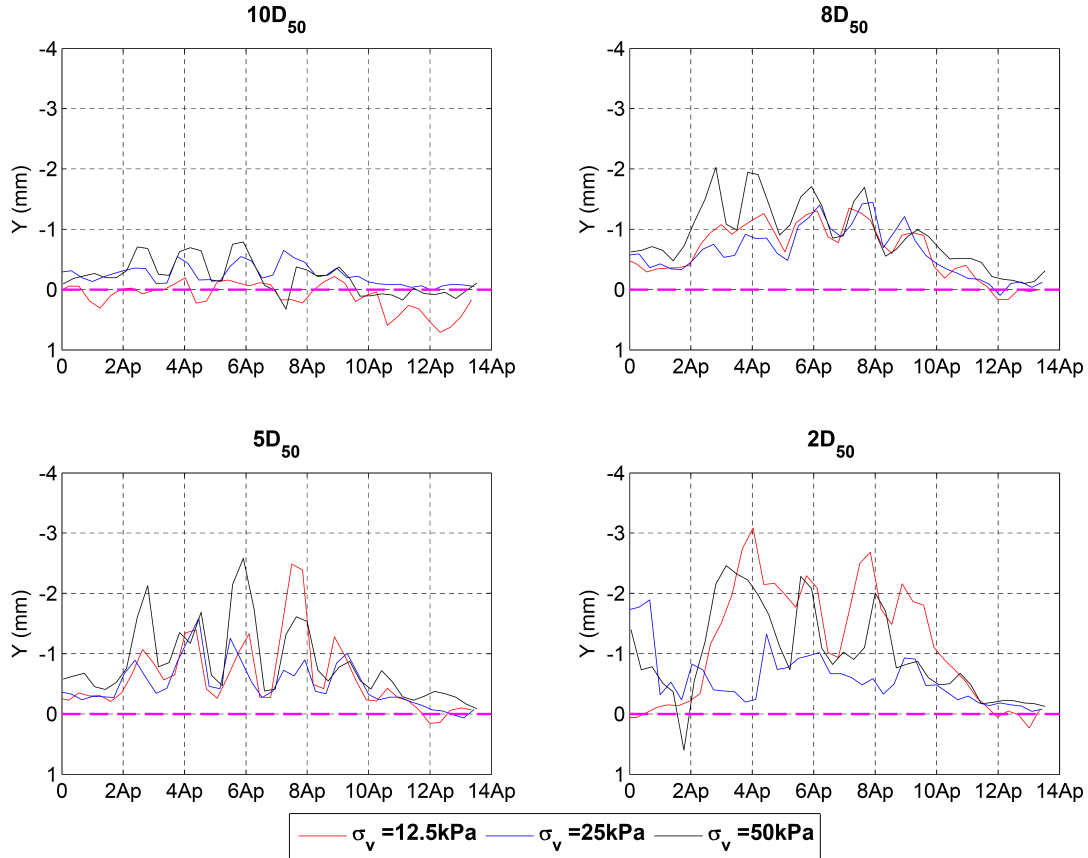 10D50 8D50
-4 -4
-3 -3
-2 -2
Y (mm) Y (mm)
-1 -1
0 0
1 1
0 2Ap 4Ap 6Ap 8Ap 10Ap 12Ap 14Ap 0 2Ap 4Ap 6Ap 8Ap 10Ap 12Ap 14Ap
5D50 2D50
-4 -4
-3 -3
-2 -2
Y (mm) Y (mm)
-1 -1
0 0
1 1
0 2Ap 4Ap 6Ap 8Ap 10Ap 12Ap 14Ap 0 2Ap 4Ap 6Ap 8Ap 10Ap 12Ap 14Ap
σv =12.5kPa σv =25kPa σv =50kPa